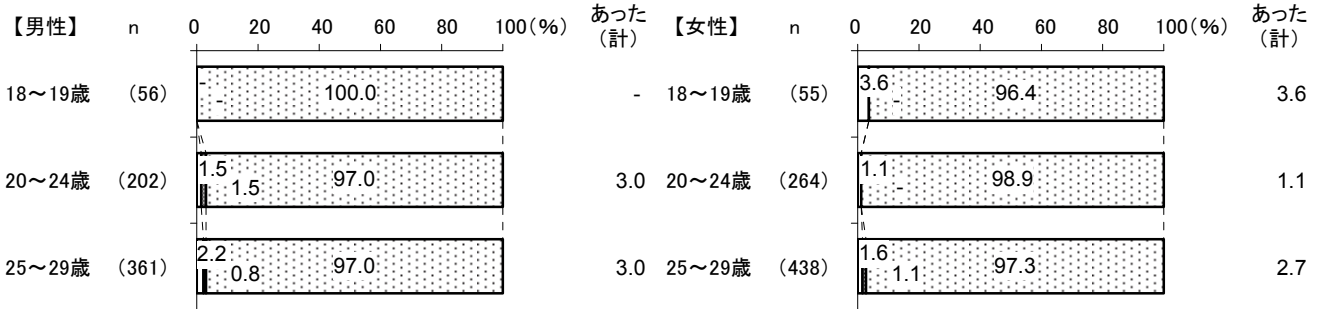 【男性】 n 0 20 40 60 80 100(%) あった(計) 【女性】 n 0 20 40 60 80 100(%) あった(計)
18～19歳 (56) - - 100.0 - 18～19歳 (55) 3.6 - 96.4 3.6
20～24歳 (202) 1.5 1.5 97.0 3.0 20～24歳 (264) 1.1 - 98.9 1.1
25～29歳 (361) 2.2 0.8 97.0 3.0 25～29歳 (438) 1.6 1.1 97.3 2.7